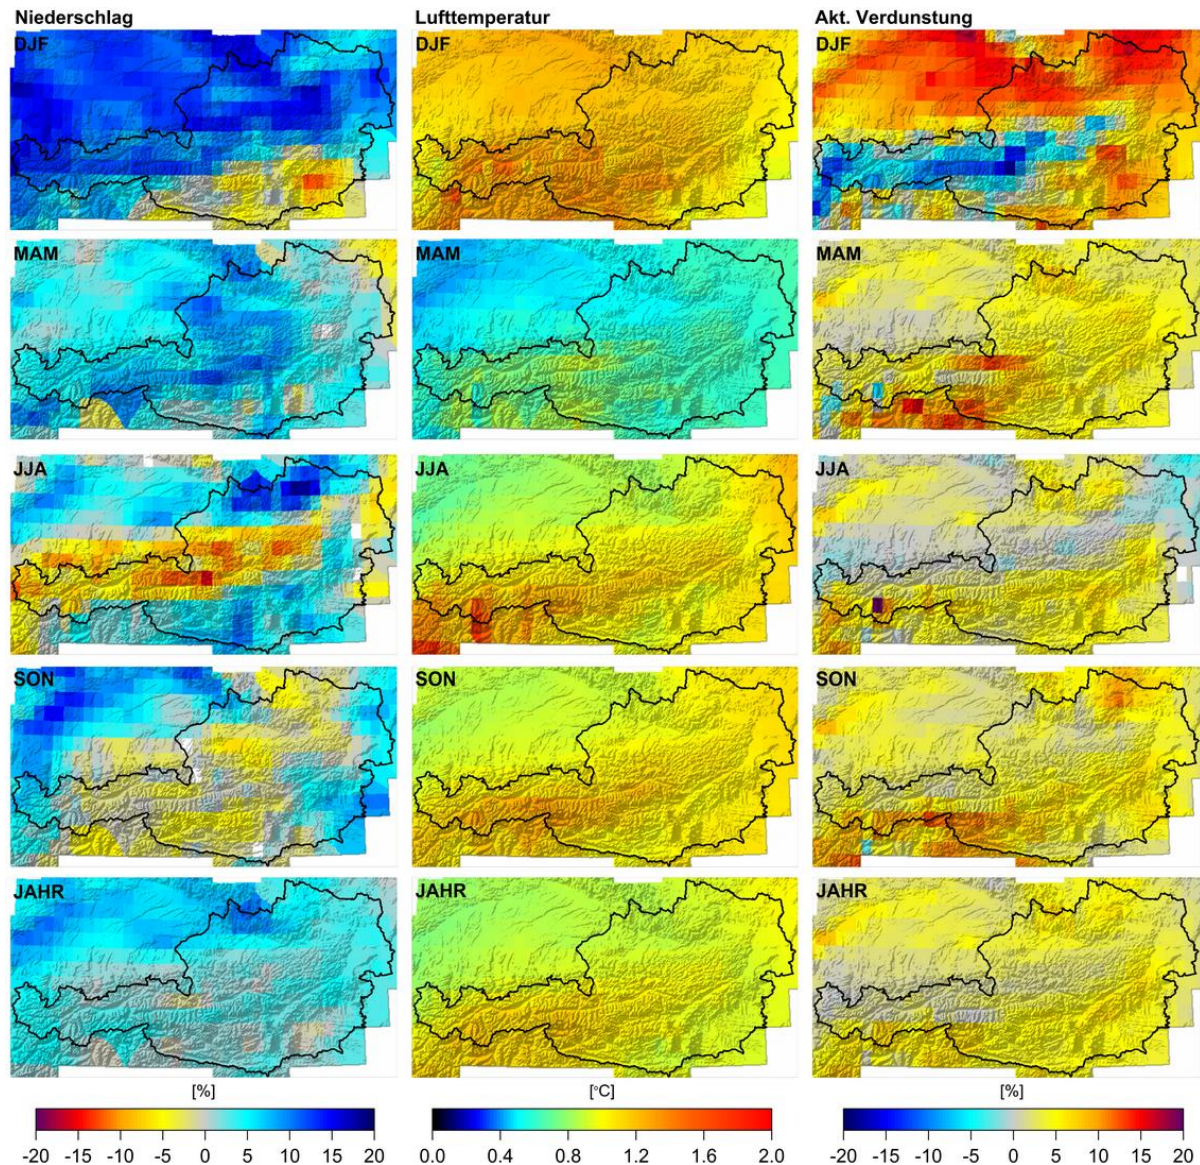 Niederschlag Lufttemperatur Akt. Verdunstung
DJF DJF DJF
MAM MAM MAM
JJA JJA JJA
SON SON SON
JAHR JAHR JAHR
[%] [°C] [%]
-20 -15 -10 -5 0 5 10 15 20 0.0 0.4 0.8 1.2 1.6 2.0 -20 -15 -10 -5 0 5 10 15 20